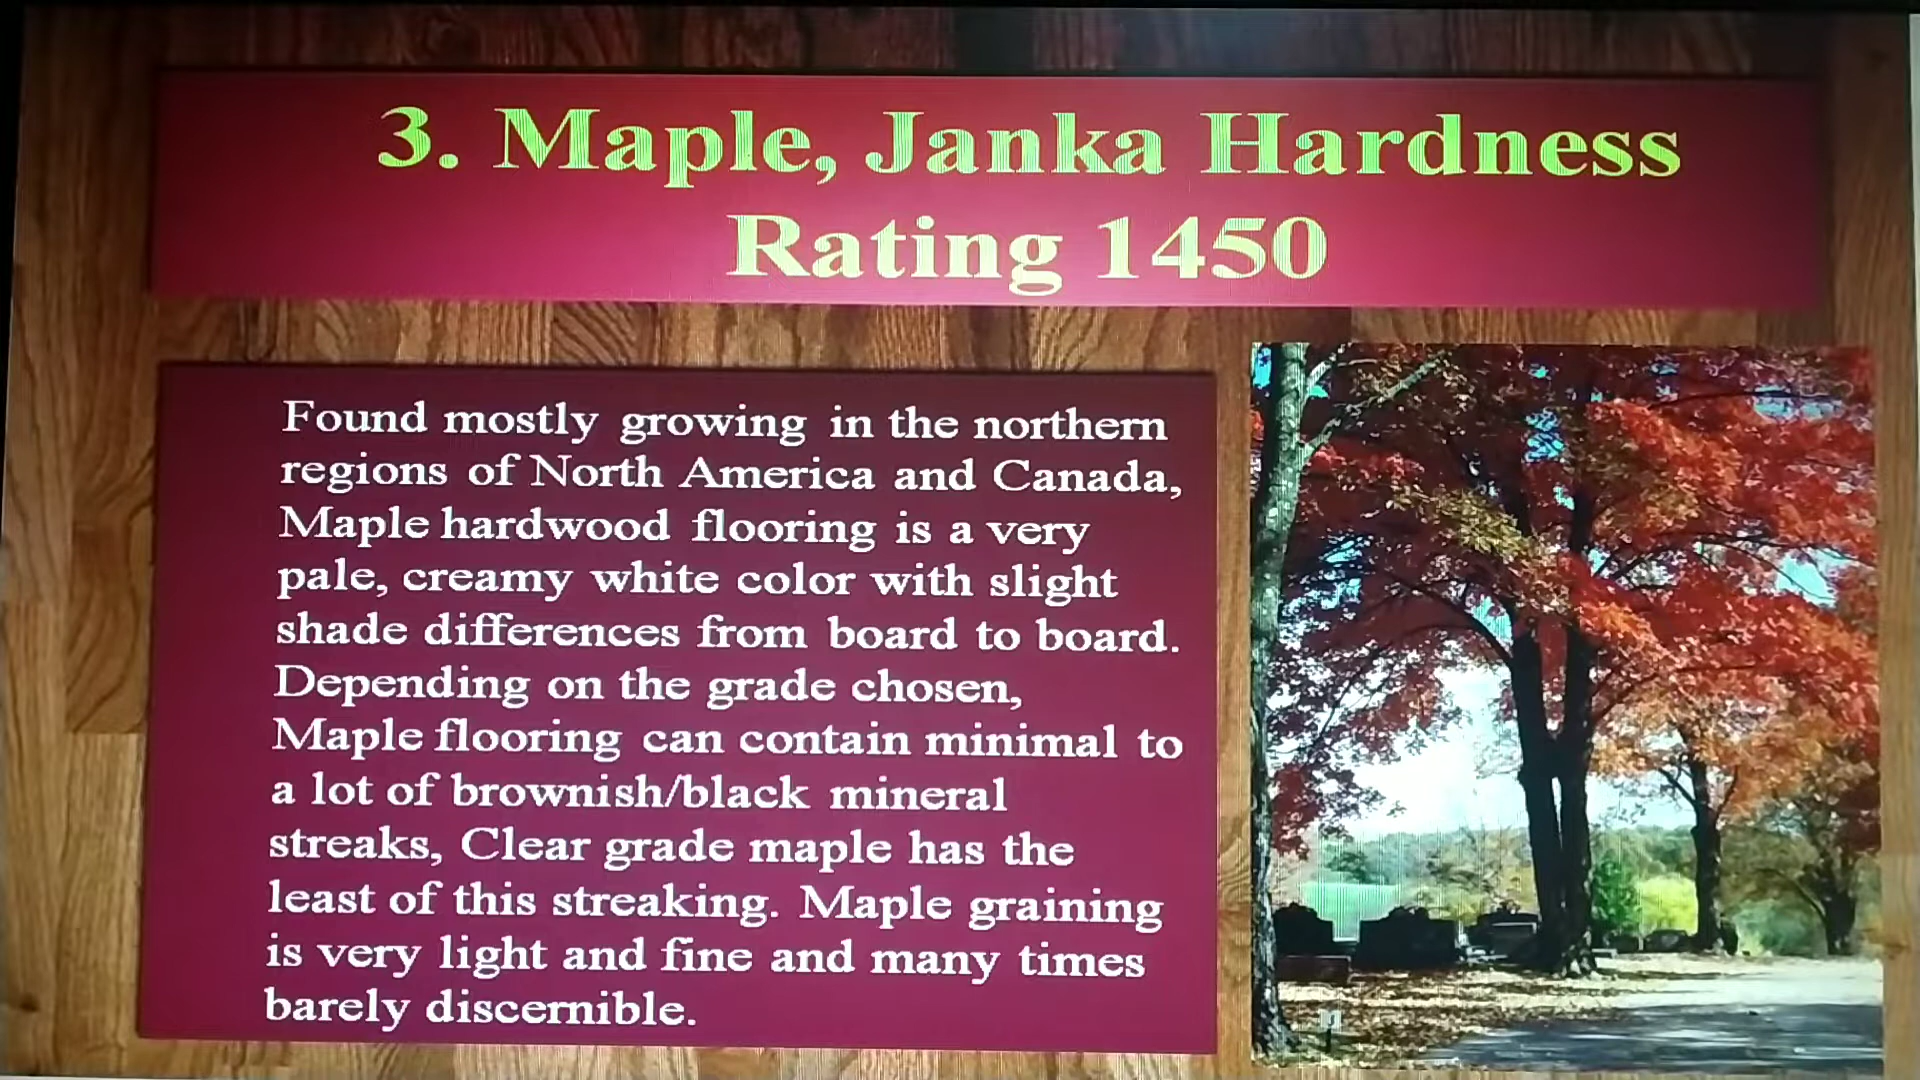 3. Maple, Janka Hardness
Rating 1450
Found mostly growing in the northern
regions of North America and Canada,
Maple hardwood flooring is a very
pale, creamy white color with slight
shade differences from board to board.
Depending on the grade chosen,
Maple flooring can contain minimal to
a lot of brownish/black mineral
streaks, Clear grade maple has the
least of this streaking. Maple graining
is very light and fine and many times
barely discernible.